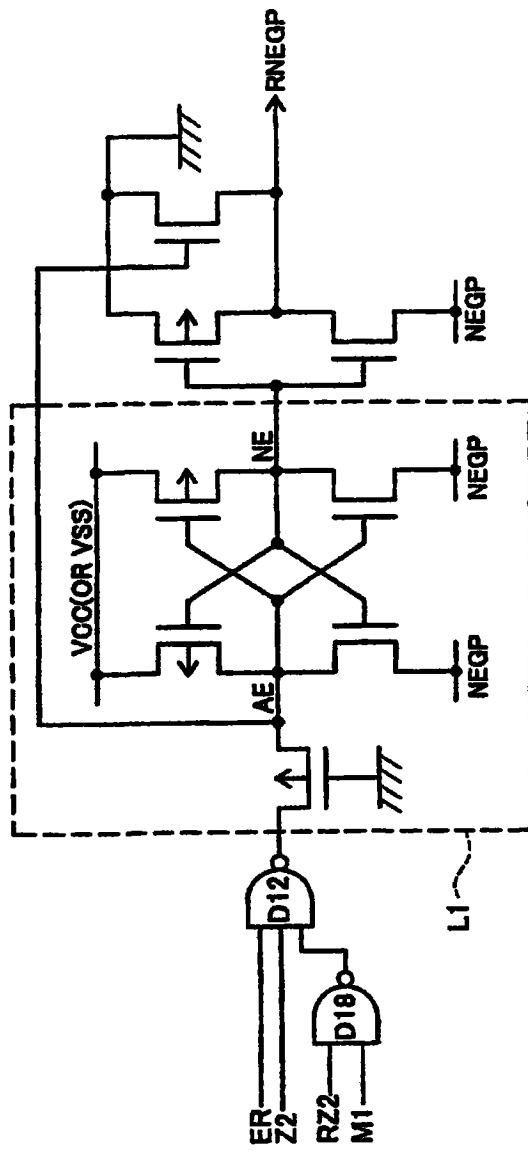 ER
Z2
RZ2
M1
D12
D18
L1
VCC(OR VSS)
AE
NE
NEGP
NEGP
NEGP
RNEGP